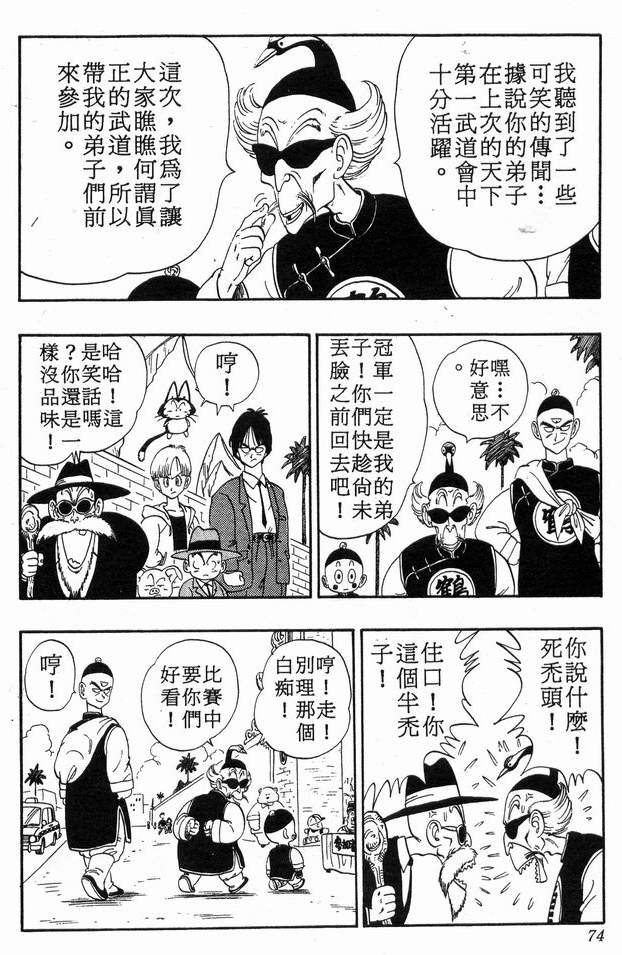 我聽到了一些
可笑的傳聞…
據說你的弟子
在上次的天下
第一武道會中
十分活躍。
這次，我為了讓
大家瞧瞧何謂眞
正的武道，所以
帶我的弟子們前
來參加。
鶴
嘿…不
好意思
。
冠軍一定是我的弟
子！你們快趁尚未
丟臉之前回去吧！
鶴
鶴
哼！
哈哈！這
是笑話嗎
？你還是一
樣沒品味！
你說什麼！
死禿頭！
住口！你
這個半禿
子！
哼！走！
別理那個
白痴！
比賽中
要你們
好看！
哼！
74